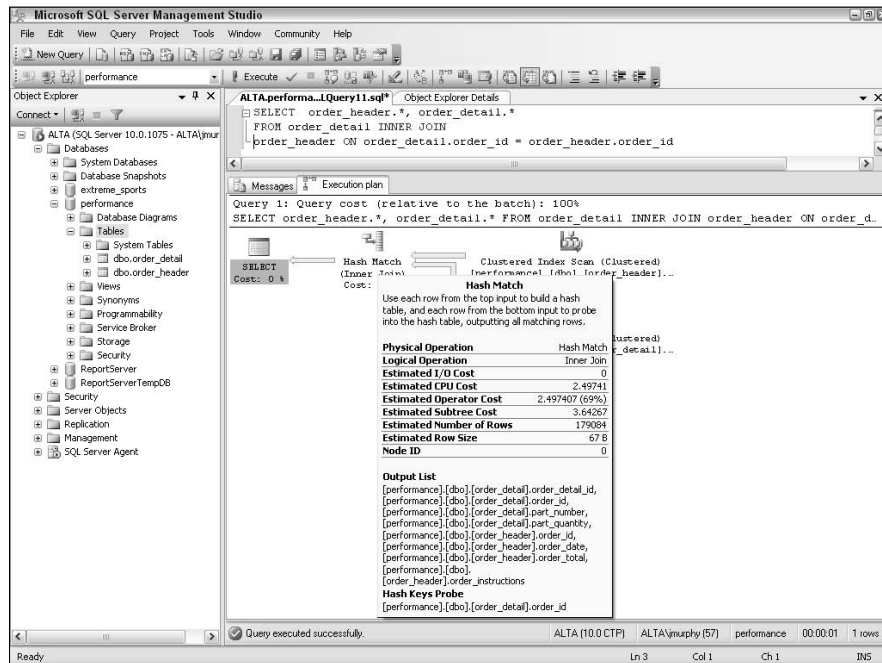 Microsoft SQL Server Management Studio
File Edit View Query Project Tools Window Community Help
New Query
performance
Execute
Object Explorer
Connect
ALTA (SQL Server 10.0.1075 - ALTA\jmur
Databases
System Databases
Database Snapshots
extreme_sports
performance
Database Diagrams
Tables
System Tables
dbo.order_detail
dbo.order_header
Views
Synonyms
Programmability
Service Broker
Storage
Security
ReportServer
ReportServerTempDB
Security
Server Objects
Replication
Management
SQL Server Agent
ALTA.performa...LQuery11.sql* Object Explorer Details
SELECT order_header.*, order_detail.*
FROM order_detail INNER JOIN
order_header ON order_detail.order_id = order_header.order_id
Messages Execution plan
Query 1: Query cost (relative to the batch): 100%
SELECT order_header.*, order_detail.* FROM order_detail INNER JOIN order_header ON order_d...
SELECT
Cost: 0 %
Hash Match
(Inner Join)
Cost:
Clustered Index Scan (Clustered)
[performance].[dbo].[order_header]...
lustered)
_detail]...
Hash Match
Use each row from the top input to build a hash
table, and each row from the bottom input to probe
into the hash table, outputting all matching rows.
Physical Operation Hash Match
Logical Operation Inner Join
Estimated I/O Cost 0
Estimated CPU Cost 2.49741
Estimated Operator Cost 2.497407 (69%)
Estimated Subtree Cost 3.64267
Estimated Number of Rows 179084
Estimated Row Size 67 B
Node ID 0
Output List
[performance].[dbo].[order_detail].order_detail_id,
[performance].[dbo].[order_detail].order_id,
[performance].[dbo].[order_detail].part_number,
[performance].[dbo].[order_detail].part_quantity,
[performance].[dbo].[order_header].order_id,
[performance].[dbo].[order_header].order_date,
[performance].[dbo].[order_header].order_total,
[performance].[dbo].
[order_header].order_instructions
Hash Keys Probe
[performance].[dbo].[order_detail].order_id
Query executed successfully. ALTA (10.0 CTP) ALTA\jmurphy (57) performance 00:00:01 1 rows
Ready Ln 3 Col 1 Ch 1 INS